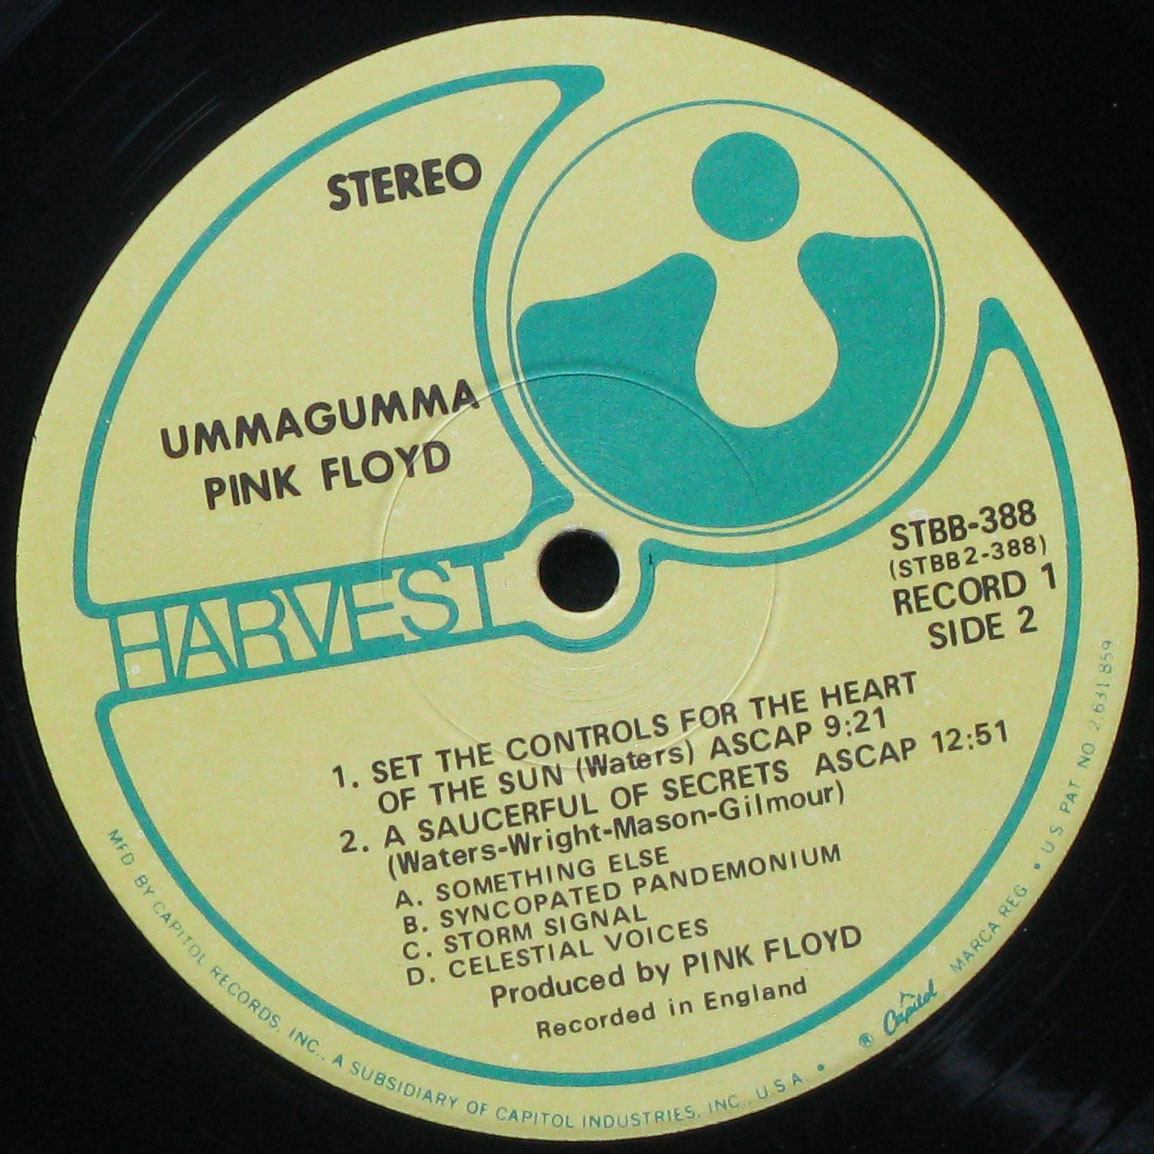 STEREO
UMMAGUMMA
PINK FLOYD
HARVEST
STBB-388
(STBB2-388)
RECORD 1
SIDE 2
1. SET THE CONTROLS FOR THE HEART
OF THE SUN (Waters) ASCAP 9:21
2. A SAUCERFUL OF SECRETS ASCAP 12:51
(Waters-Wright-Mason-Gilmour)
A. SOMETHING ELSE
B. SYNCOPATED PANDEMONIUM
C. STORM SIGNAL
D. CELESTIAL VOICES
Produced by PINK FLOYD
Recorded in England
MFD BY CAPITOL RECORDS, INC., A SUBSIDIARY OF CAPITOL INDUSTRIES, INC., U.S.A. • ® Capitol MARCA REG • U.S. PAT NO 2 631 859